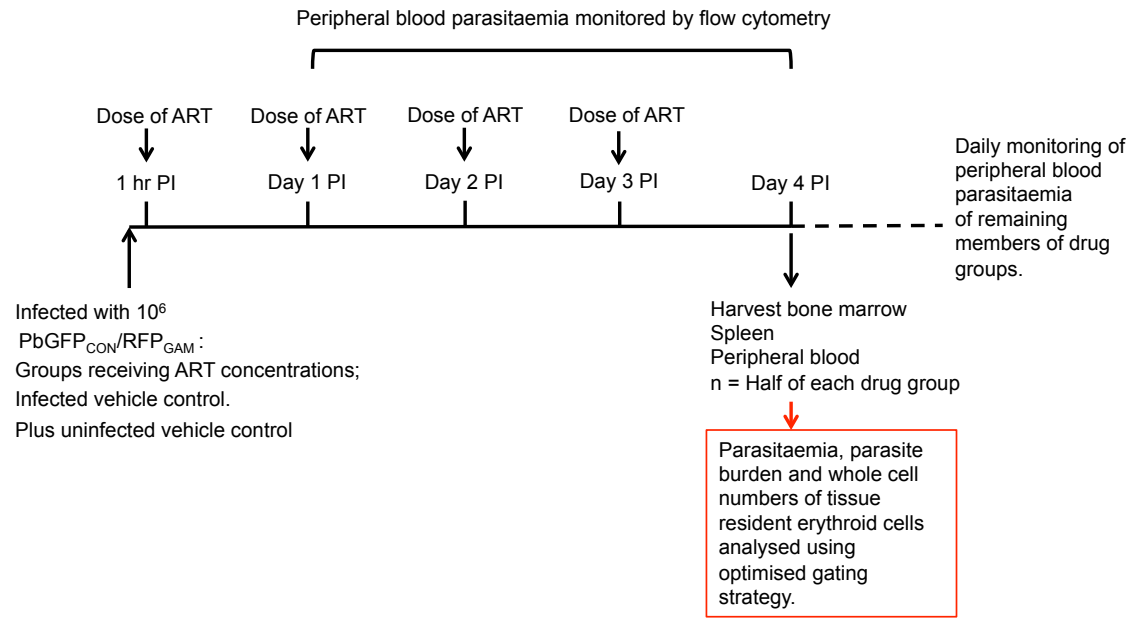 Peripheral blood parasitaemia monitored by flow cytometry
Dose of ART Dose of ART Dose of ART Dose of ART
1 hr PI Day 1 PI Day 2 PI Day 3 PI Day 4 PI
Daily monitoring of
peripheral blood
parasitaemia
of remaining
members of drug
groups.
Infected with 10⁶
PbGFPCON/RFPGAM :
Groups receiving ART concentrations;
Infected vehicle control.
Plus uninfected vehicle control
Harvest bone marrow
Spleen
Peripheral blood
n = Half of each drug group
Parasitaemia, parasite
burden and whole cell
numbers of tissue
resident erythroid cells
analysed using
optimised gating
strategy.